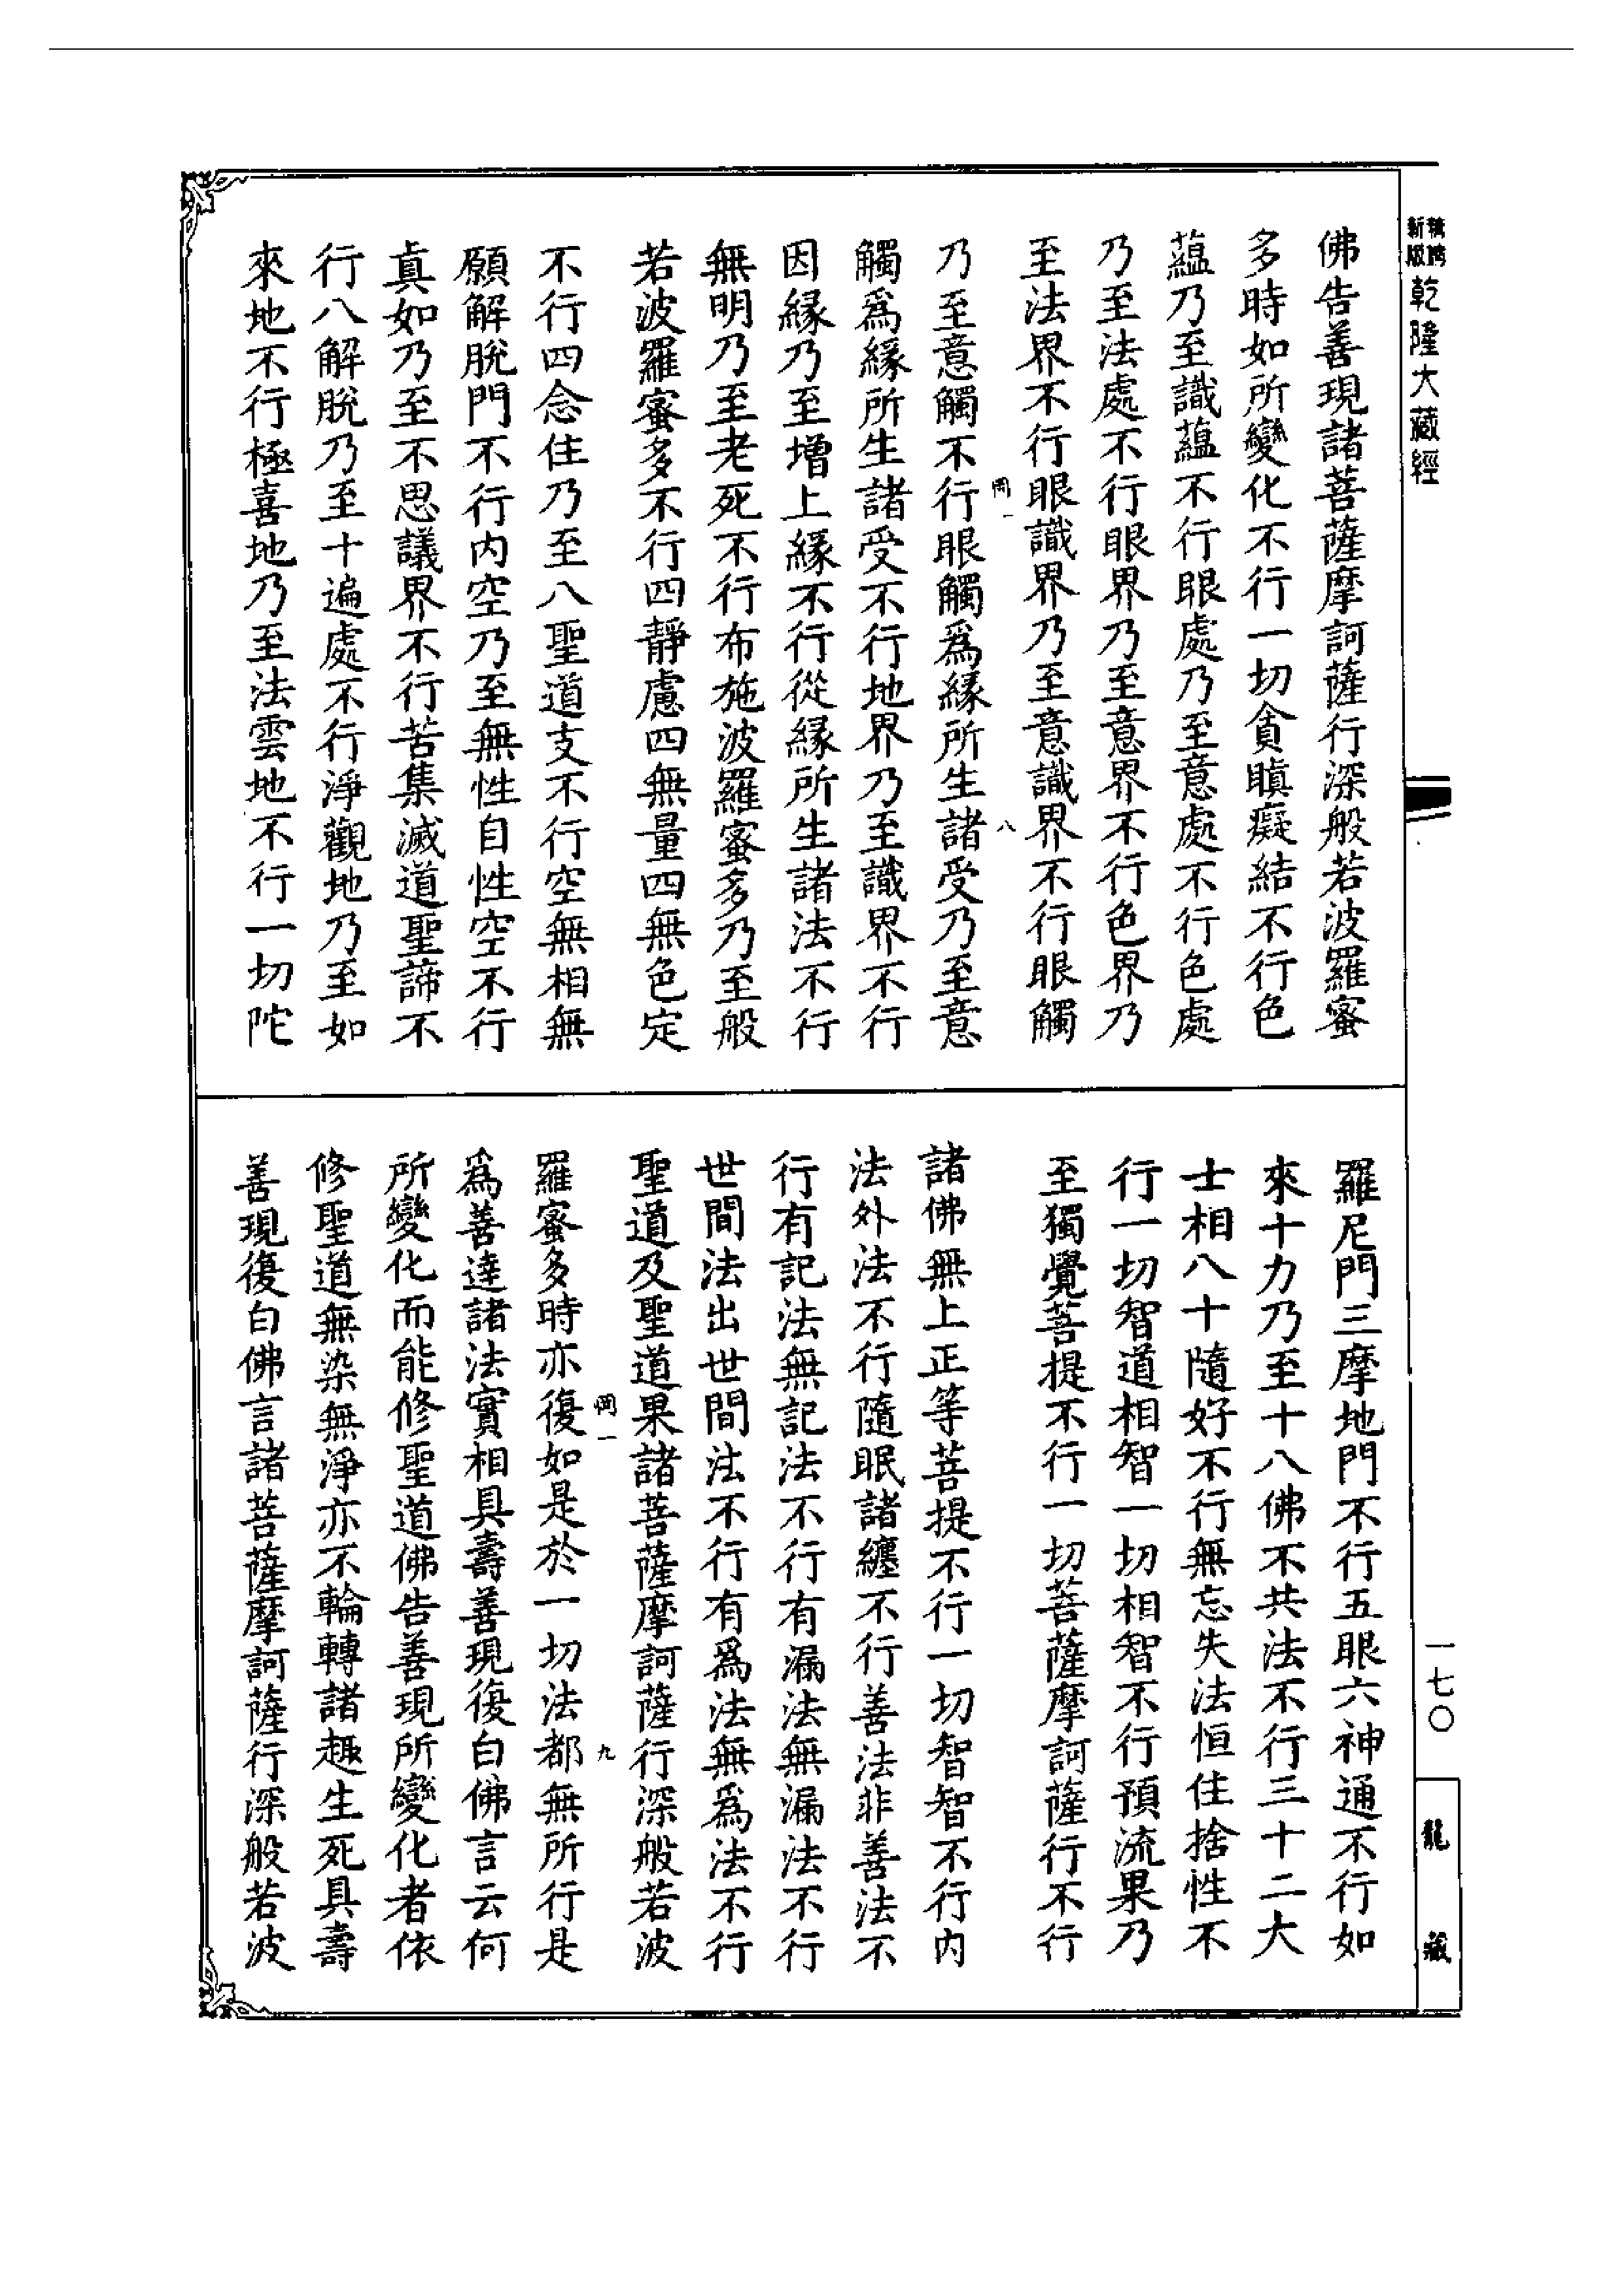 乾隆大藏經
佛告善現諸菩薩摩訶薩行深般若波羅蜜
多時如所變化不行一切貪瞋癡結不行色
蘊乃至識蘊不行眼處乃至意處不行色處
乃至法處不行眼界乃至意界不行色界乃
至法界不行眼識界乃至意識界不行眼觸
乃至意觸不行眼觸爲緣所生諸受乃至意
觸爲緣所生諸受不行地界乃至識界不行
因緣乃至增上緣不行從緣所生諸法不行
無明乃至老死不行布施波羅蜜多乃至般
若波羅蜜多不行四靜慮四無量四無色定
不行四念住乃至八聖道支不行空無相無
願解脫門不行內空乃至無性自性空不行
真如乃至不思議界不行苦集滅道聖諦不
行八解脫乃至十遍處不行淨觀地乃至如
來地不行極喜地乃至法雲地不行一切陀
羅尼門三摩地門不行五眼六神通不行如
來十力乃至十八佛不共法不行三十二大
士相八十隨好不行無忘失法恒住捨性不
行一切智道相智一切相智不行預流果乃
至獨覺菩提不行一切菩薩摩訶薩行不行
諸佛無上正等菩提不行一切智智不行內
法外法不行隨眠諸纏不行善法非善法不
行有記法無記法不行有漏法無漏法不行
世間法出世間法不行有爲法無爲法不行
聖道及聖道果諸菩薩摩訶薩行深般若波
羅蜜多時亦復如是於一切法都無所行是
爲善達諸法實相具壽善現復白佛言云何
所變化而能修聖道佛告善現所變化者依
修聖道無染無淨亦不輪轉諸趣生死具壽
善現復白佛言諸菩薩摩訶薩行深般若波
一七〇
龍藏